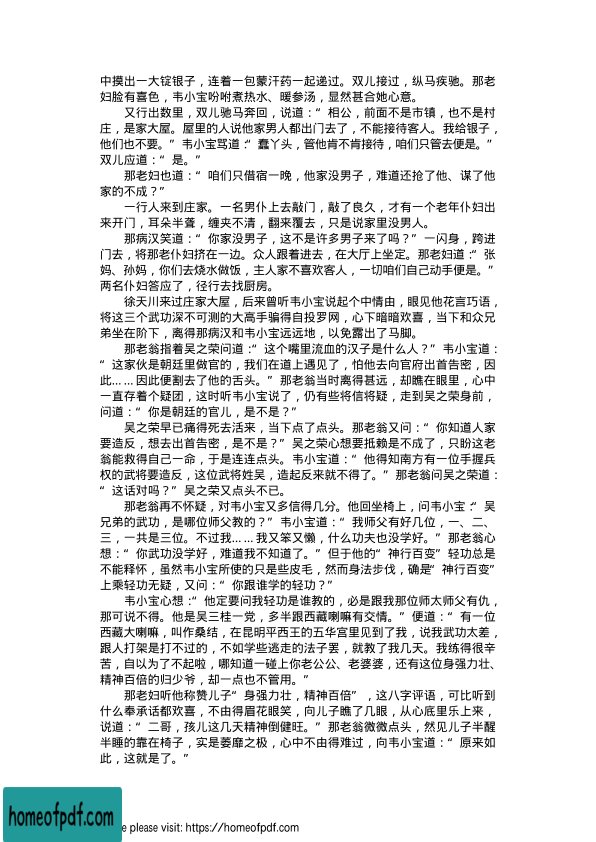 中摸出一大锭银子，连着一包蒙汗药一起递过。双儿接过，纵马疾驰。那老
妇脸有喜色，韦小宝吩咐煮热水、暖参汤，显然甚合她心意。
又行出数里，双儿驰马奔回，说道：“相公，前面不是市镇，也不是村
庄，是家大屋。屋里的人说他家男人都出门去了，不能接待客人。我给银子，
他们也不要。”韦小宝骂道：“蠢丫头，管他肯不肯接待，咱们只管去便是。”
双儿应道：“是。”
那老妇也道：“咱们只借宿一晚，他家没男子，难道还抢了他、谋了他
家的不成？”
一行人来到庄家。一名男仆上去敲门，敲了良久，才有一个老年仆妇出
来开门，耳朵半聋，缠夹不清，翻来覆去，只是说家里没男人。
那病汉笑道：“你家没男子，这不是许多男子来了吗？”一闪身，跨进
门去，将那老仆妇挤在一边。众人跟着进去，在大厅上坐定。那老妇道：“张
妈、孙妈，你们去烧水做饭，主人家不喜欢客人，一切咱们自己动手便是。”
两名仆妇答应了，径行去找厨房。
徐天川来过庄家大屋，后来曾听韦小宝说起个中情由，眼见他花言巧语，
将这三个武功深不可测的大高手骗得自投罗网，心下暗暗欢喜，当下和众兄
弟坐在阶下，离得那病汉和韦小宝远远地，以免露出了马脚。
那老翁指着吴之荣问道：“这个嘴里流血的汉子是什么人？”韦小宝道：
“这家伙是朝廷里做官的，我们在道上遇见了，怕他去向官府出首告密，因
此……因此便割去了他的舌头。”那老翁当时离得甚远，却瞧在眼里，心中
一直存着个疑团，这时听韦小宝说了，仍有些将信将疑，走到吴之荣身前，
问道：“你是朝廷的官儿，是不是？”
吴之荣早已痛得死去活来，当下点了点头。那老翁又问：“你知道人家
要造反，想去出首告密，是不是？”吴之荣心想要抵赖是不成了，只盼这老
翁能救得自己一命，于是连连点头。韦小宝道：“他得知南方有一位手握兵
权的武将要造反，这位武将姓吴，造起反来就不得了。”那老翁问吴之荣道：
“这话对吗？”吴之荣又点头不已。
那老翁再不怀疑，对韦小宝又多信得几分。他回坐椅上，问韦小宝：“吴
兄弟的武功，是哪位师父教的？”韦小宝道：“我师父有好几位，一、二、
三，一共是三位。不过我……我又笨又懒，什么功夫也没学好。”那老翁心
想：“你武功没学好，难道我不知道了。”但于他的“神行百变”轻功总是
不能释怀，虽然韦小宝所使的只是些皮毛，然而身法步伐，确是“神行百变”
上乘轻功无疑，又问：“你跟谁学的轻功？”
韦小宝心想：“他定要问我轻功是谁教的，必是跟我那位师太师父有仇，
那可说不得。他是吴三桂一党，多半跟西藏喇嘛有交情。”便道：“有一位
西藏大喇嘛，叫作桑结，在昆明平西王的五华宫里见到了我，说我武功太差，
跟人打架是打不过的，不如学些逃走的法子罢，就教了我几天。我练得很辛
苦，自以为了不起啦，哪知道一碰上你老公公、老婆婆，还有这位身强力壮、
精神百倍的归少爷，却一点也不管用。”
那老妇听他称赞儿子“身强力壮，精神百倍”，这八字评语，可比听到
什么奉承话都欢喜，不由得眉花眼笑，向儿子瞧了几眼，从心底里乐上来，
说道：“二哥，孩儿这几天精神倒健旺。”那老翁微微点头，然见儿子半醒
半睡的靠在椅子，实是萎靡之极，心中不由得难过，向韦小宝道：“原来如
此，这就是了。”
homeofpdf.com
e please visit: https://homeofpdf.com